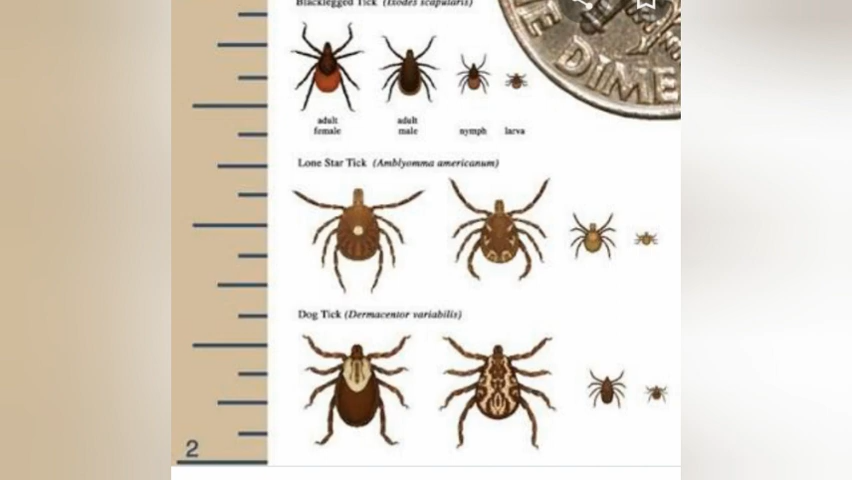 Blacklegged Tick (Ixodes scapularis)
DIME
adult
female
adult
male
nymph
larva
Lone Star Tick (Amblyomma americanum)
Dog Tick (Dermacentor variabilis)
2